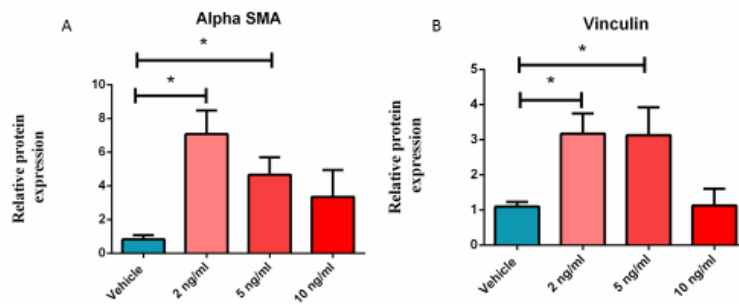 A
Alpha SMA
*
*
Relative protein
expression
10
8
6
4
2
0
Vehicle
2 ng/ml
5 ng/ml
10 ng/ml
B
Vinculin
*
*
Relative protein
expression
5
4
3
2
1
0
Vehicle
2 ng/ml
5 ng/ml
10 ng/ml